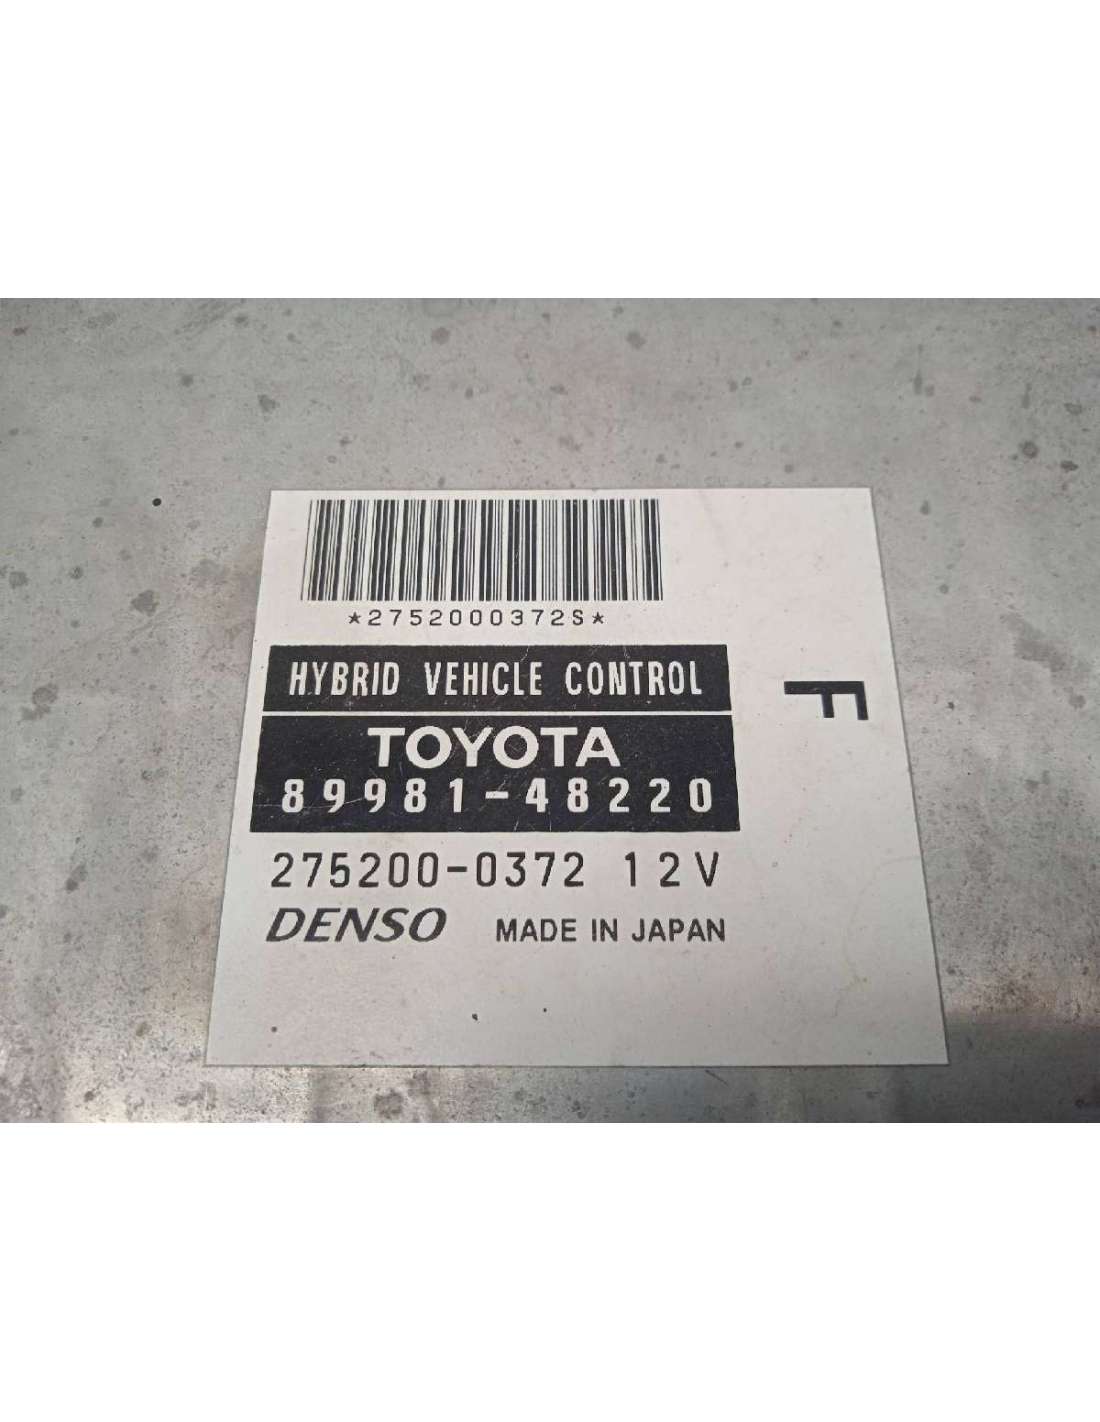 *2752000372S*
HYBRID VEHICLE CONTROL
F
TOYOTA
89981-48220
275200-0372 12V
DENSO MADE IN JAPAN